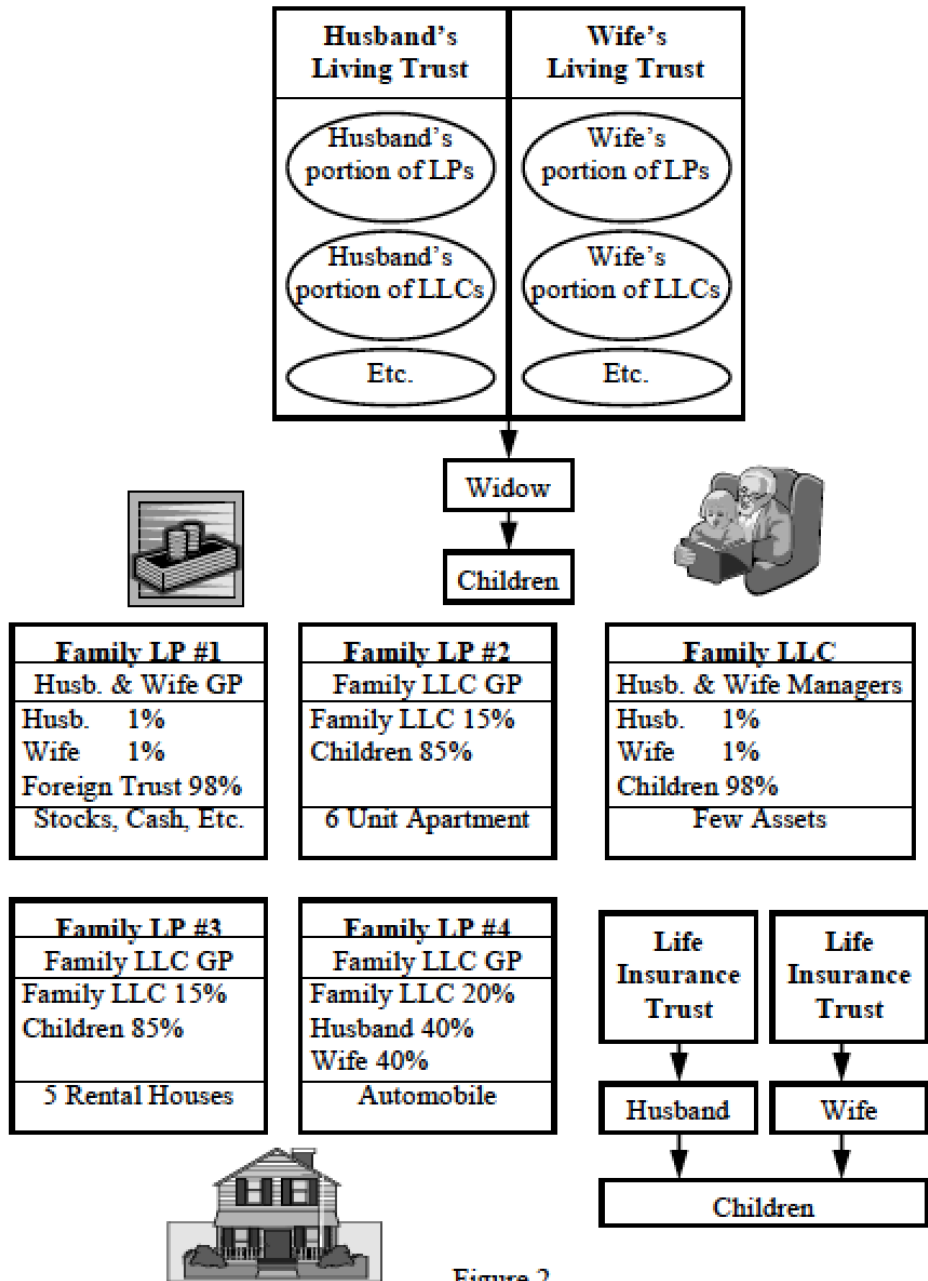 Husband's
Living Trust
Wife's
Living Trust
Husband's
portion of LPs
Wife's
portion of LPs
Husband's
portion of LLCs
Wife's
portion of LLCs
Etc.
Etc.
Widow
Children
Family LP #1
Husb. & Wife GP
Husb. 1%
Wife 1%
Foreign Trust 98%
Stocks, Cash, Etc.
Family LP #2
Family LLC GP
Family LLC 15%
Children 85%
6 Unit Apartment
Family LLC
Husb. & Wife Managers
Husb. 1%
Wife 1%
Children 98%
Few Assets
Family LP #3
Family LLC GP
Family LLC 15%
Children 85%
5 Rental Houses
Family LP #4
Family LLC GP
Family LLC 20%
Husband 40%
Wife 40%
Automobile
Life
Insurance
Trust
Life
Insurance
Trust
Husband
Wife
Children
Figure 2